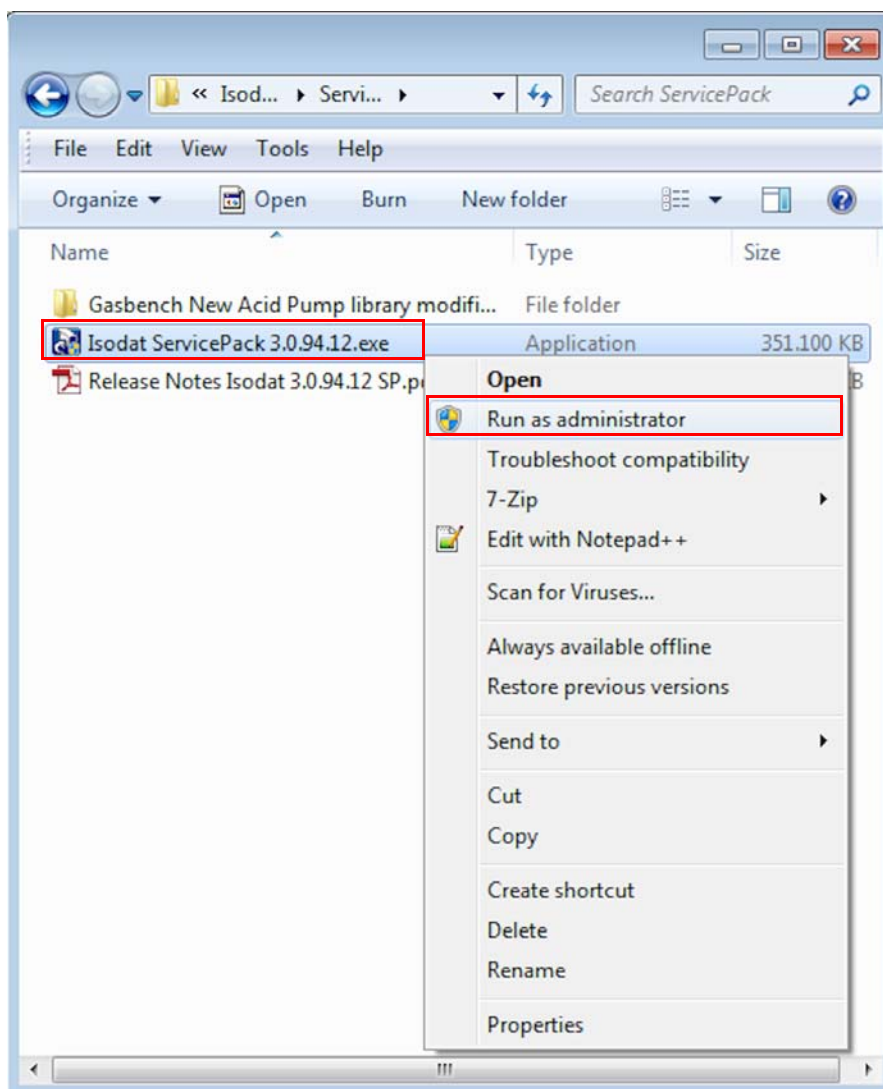 « Isod... Servi...
Search ServicePack
File Edit View Tools Help
Organize Open Burn New folder
Name Type Size
Gasbench New Acid Pump library modifi... File folder
Isodat ServicePack 3.0.94.12.exe Application 351.100 KB
Release Notes Isodat 3.0.94.12 SP.p B
Open
Run as administrator
Troubleshoot compatibility
7-Zip
Edit with Notepad++
Scan for Viruses...
Always available offline
Restore previous versions
Send to
Cut
Copy
Create shortcut
Delete
Rename
Properties